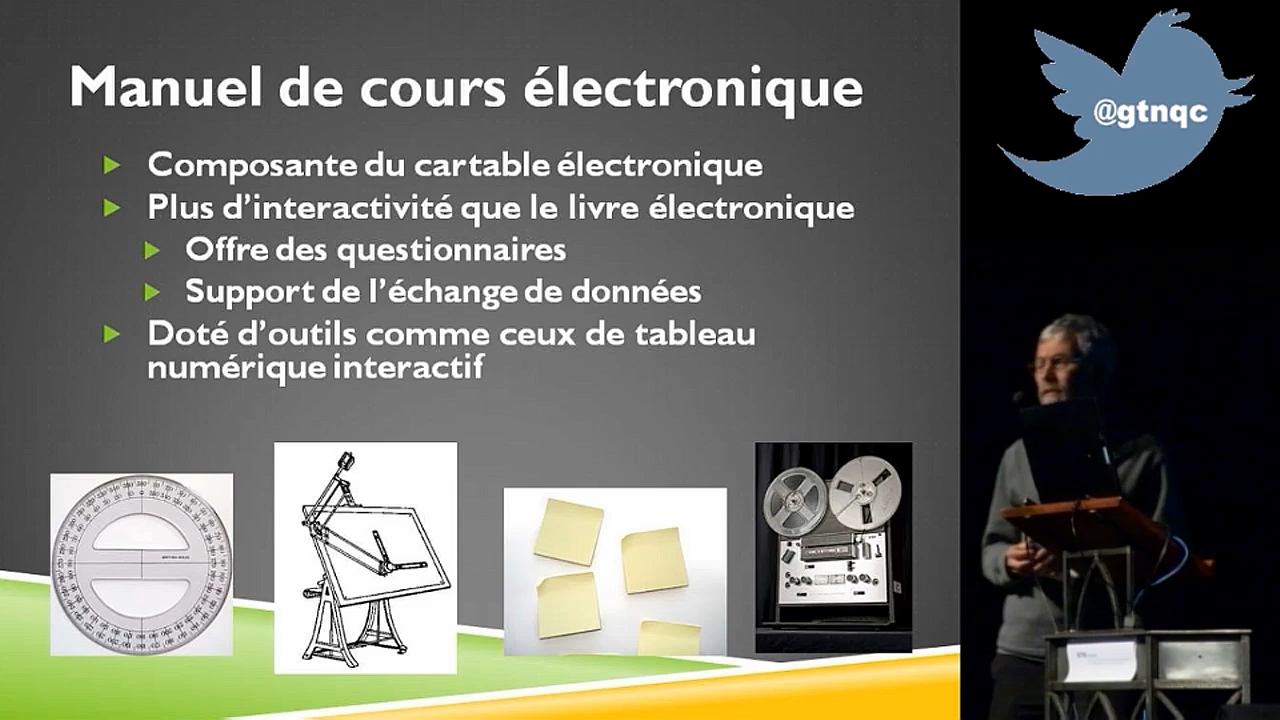 Manuel de cours électronique
Composante du cartable électronique
Plus d'interactivité que le livre électronique
Offre des questionnaires
Support de l'échange de données
Doté d'outils comme ceux de tableau
numérique interactif
@gtnqc